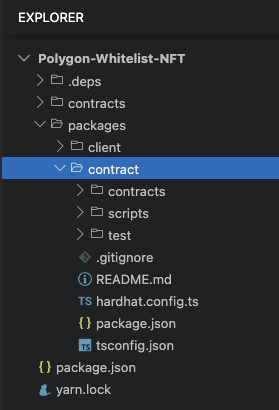 EXPLORER
Polygon-Whitelist-NFT
.deps
contracts
packages
client
contract
contracts
scripts
test
.gitignore
README.md
TS hardhat.config.ts
{} package.json
TS tsconfig.json
{} package.json
yarn.lock